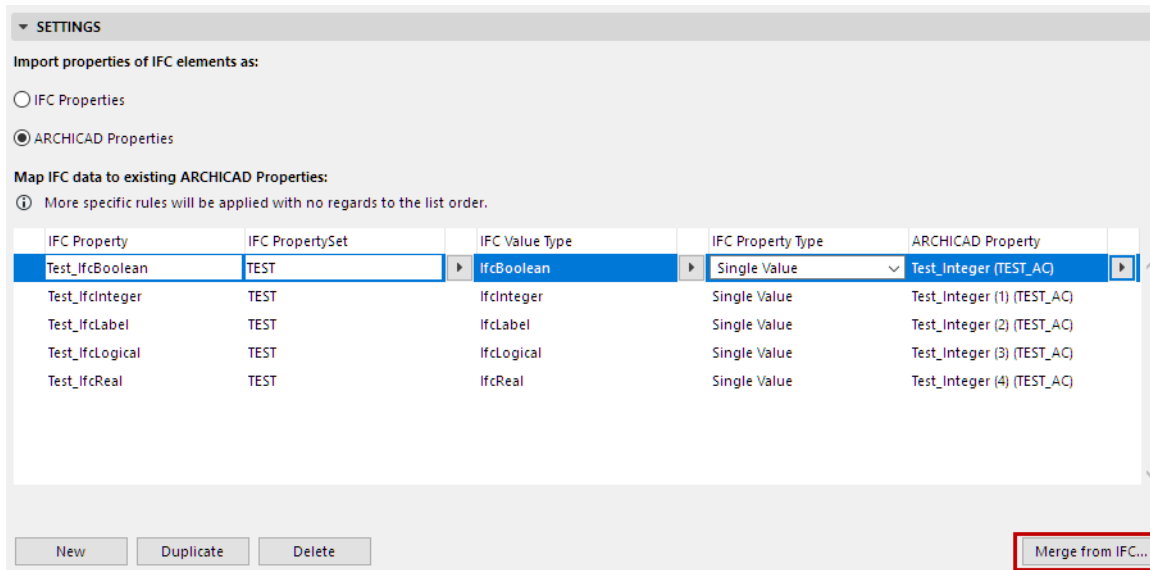 SETTINGS
Import properties of IFC elements as:
IFC Properties
ARCHICAD Properties
Map IFC data to existing ARCHICAD Properties:
More specific rules will be applied with no regards to the list order.
IFC Property IFC PropertySet IFC Value Type IFC Property Type ARCHICAD Property
Test_IfcBoolean TEST IfcBoolean Single Value Test_Integer (TEST_AC)
Test_IfcInteger TEST IfcInteger Single Value Test_Integer (1) (TEST_AC)
Test_IfcLabel TEST IfcLabel Single Value Test_Integer (2) (TEST_AC)
Test_IfcLogical TEST IfcLogical Single Value Test_Integer (3) (TEST_AC)
Test_IfcReal TEST IfcReal Single Value Test_Integer (4) (TEST_AC)
New Duplicate Delete Merge from IFC...